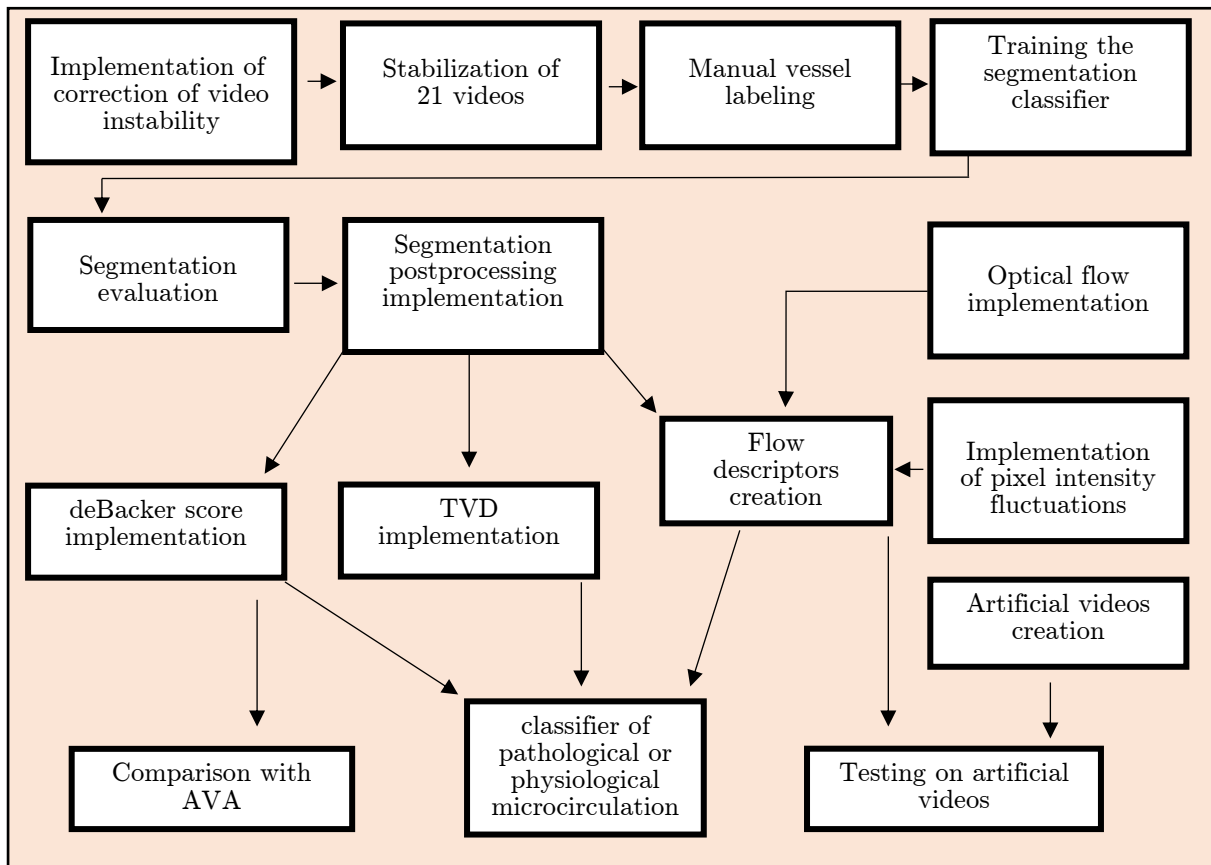 Implementation of
correction of video
instability
Stabilization of
21 videos
Manual vessel
labeling
Training the
segmentation
classifier
Segmentation
evaluation
Segmentation
postprocessing
implementation
Optical flow
implementation
Flow
descriptors
creation
Implementation
of pixel intensity
fluctuations
deBacker score
implementation
TVD
implementation
Artificial videos
creation
Comparison with
AVA
classifier of
pathological or
physiological
microcirculation
Testing on artificial
videos